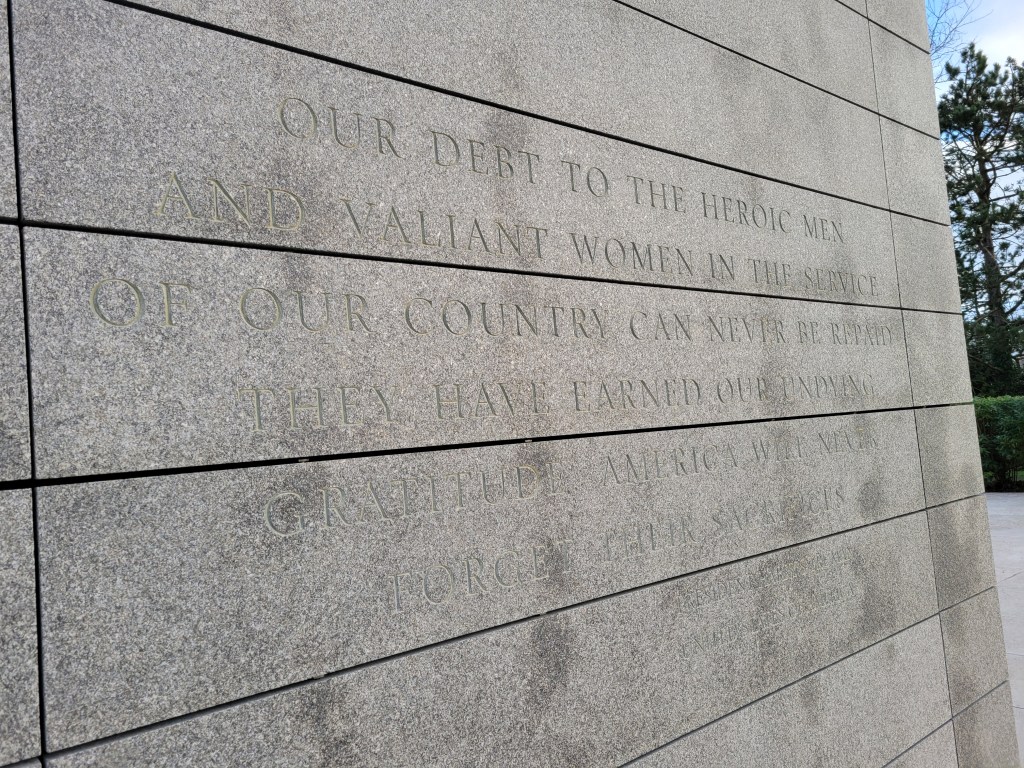 OUR DEBT TO THE HEROIC MEN
AND VALIANT WOMEN IN THE SERVICE
OF OUR COUNTRY CAN NEVER BE REPAID
THEY HAVE EARNED OUR UNDYING
GRATITUDE AMERICA WILL NEVER
FORGET THEIR SACRIFICES